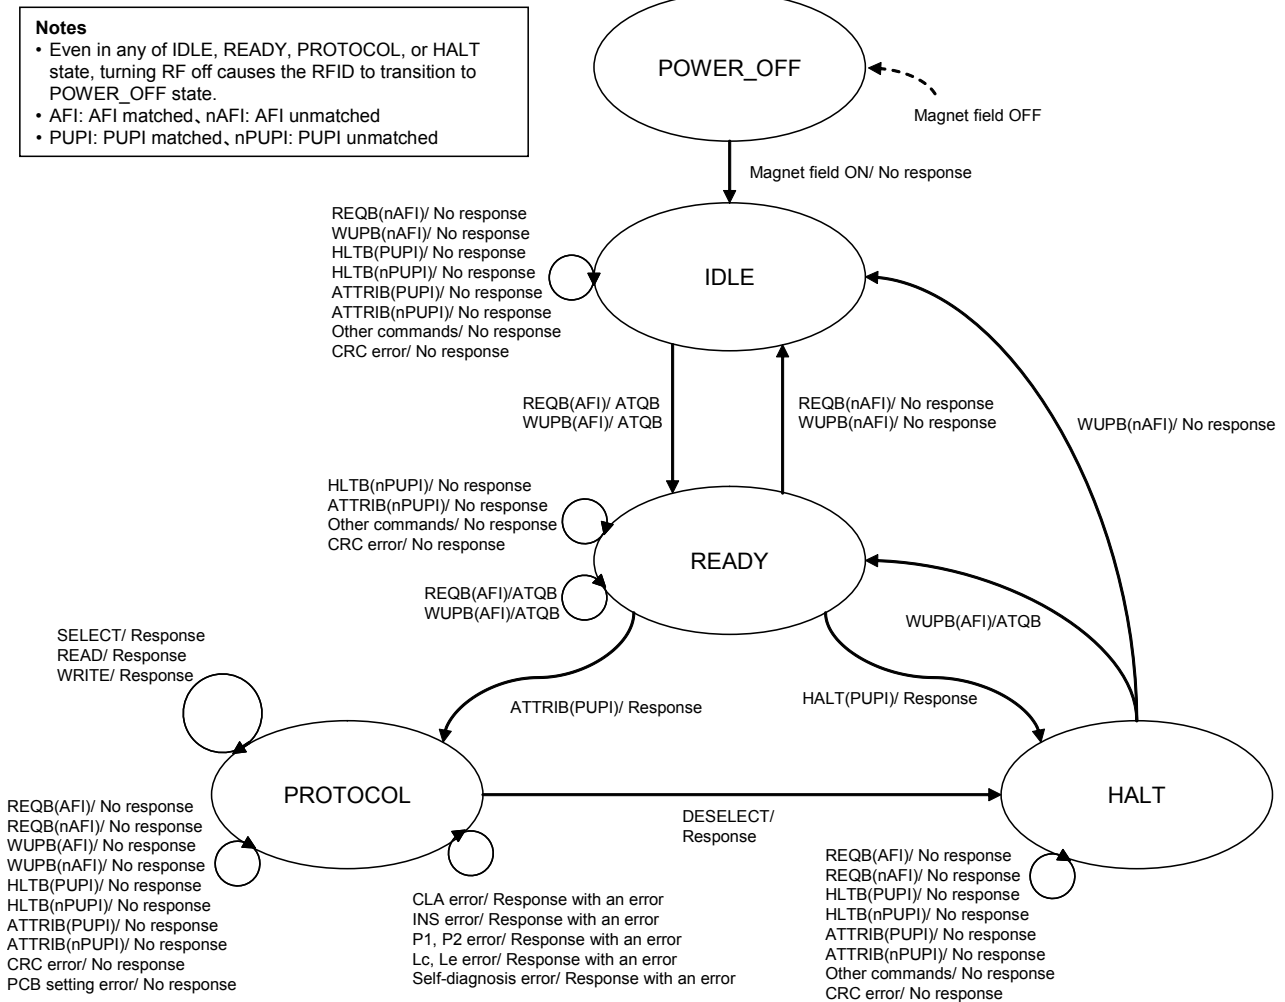 Notes
• Even in any of IDLE, READY, PROTOCOL, or HALT
state, turning RF off causes the RFID to transition to
POWER_OFF state.
• AFI: AFI matched、nAFI: AFI unmatched
• PUPI: PUPI matched、nPUPI: PUPI unmatched
POWER_OFF
Magnet field OFF
Magnet field ON/ No response
REQB(nAFI)/ No response
WUPB(nAFI)/ No response
HLTB(PUPI)/ No response
HLTB(nPUPI)/ No response
ATTRIB(PUPI)/ No response
ATTRIB(nPUPI)/ No response
Other commands/ No response
CRC error/ No response
IDLE
REQB(AFI)/ ATQB
WUPB(AFI)/ ATQB
REQB(nAFI)/ No response
WUPB(nAFI)/ No response
WUPB(nAFI)/ No response
HLTB(nPUPI)/ No response
ATTRIB(nPUPI)/ No response
Other commands/ No response
CRC error/ No response
READY
REQB(AFI)/ATQB
WUPB(AFI)/ATQB
WUPB(AFI)/ATQB
SELECT/ Response
READ/ Response
WRITE/ Response
ATTRIB(PUPI)/ Response
HALT(PUPI)/ Response
PROTOCOL
HALT
DESELECT/
Response
REQB(AFI)/ No response
REQB(nAFI)/ No response
WUPB(AFI)/ No response
WUPB(nAFI)/ No response
HLTB(PUPI)/ No response
HLTB(nPUPI)/ No response
ATTRIB(PUPI)/ No response
ATTRIB(nPUPI)/ No response
CRC error/ No response
PCB setting error/ No response
CLA error/ Response with an error
INS error/ Response with an error
P1, P2 error/ Response with an error
Lc, Le error/ Response with an error
Self-diagnosis error/ Response with an error
REQB(AFI)/ No response
REQB(nAFI)/ No response
HLTB(PUPI)/ No response
HLTB(nPUPI)/ No response
ATTRIB(PUPI)/ No response
ATTRIB(nPUPI)/ No response
Other commands/ No response
CRC error/ No response